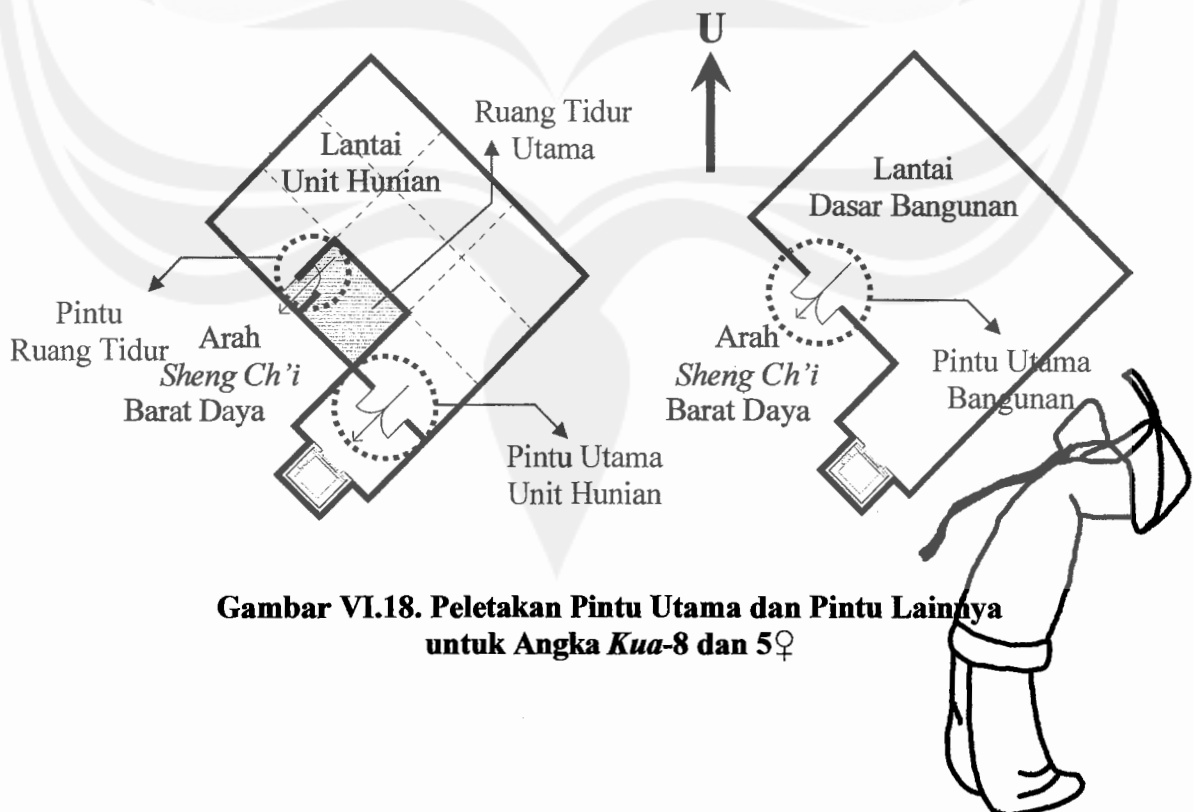 U
Ruang Tidur
Utama
Lantai
Unit Hunian
Pintu
Ruang Tidur
Arah
Sheng Ch'i
Barat Daya
Pintu Utama
Unit Hunian
Lantai
Dasar Bangunan
Arah
Sheng Ch'i
Barat Daya
Pintu Utama
Bangunan
Gambar VI.18. Peletakan Pintu Utama dan Pintu Lainnya
untuk Angka Kua-8 dan 5♀